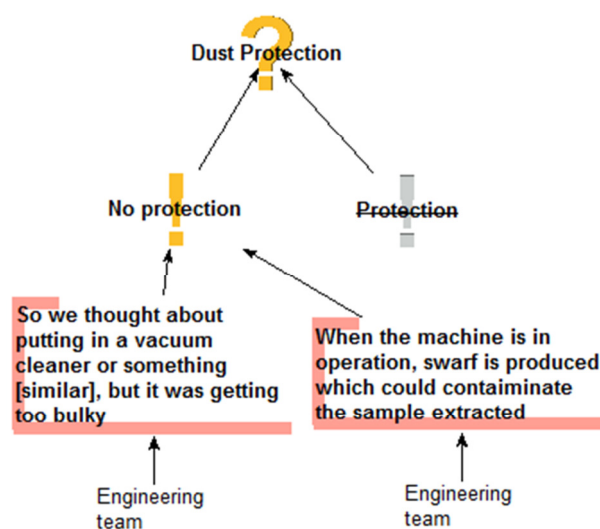 Dust Protection
No protection
Protection
So we thought about
putting in a vacuum
cleaner or something
[similar], but it was getting
too bulky
When the machine is in
operation, swarf is produced
which could contaiminate
the sample extracted
Engineering
team
Engineering
team